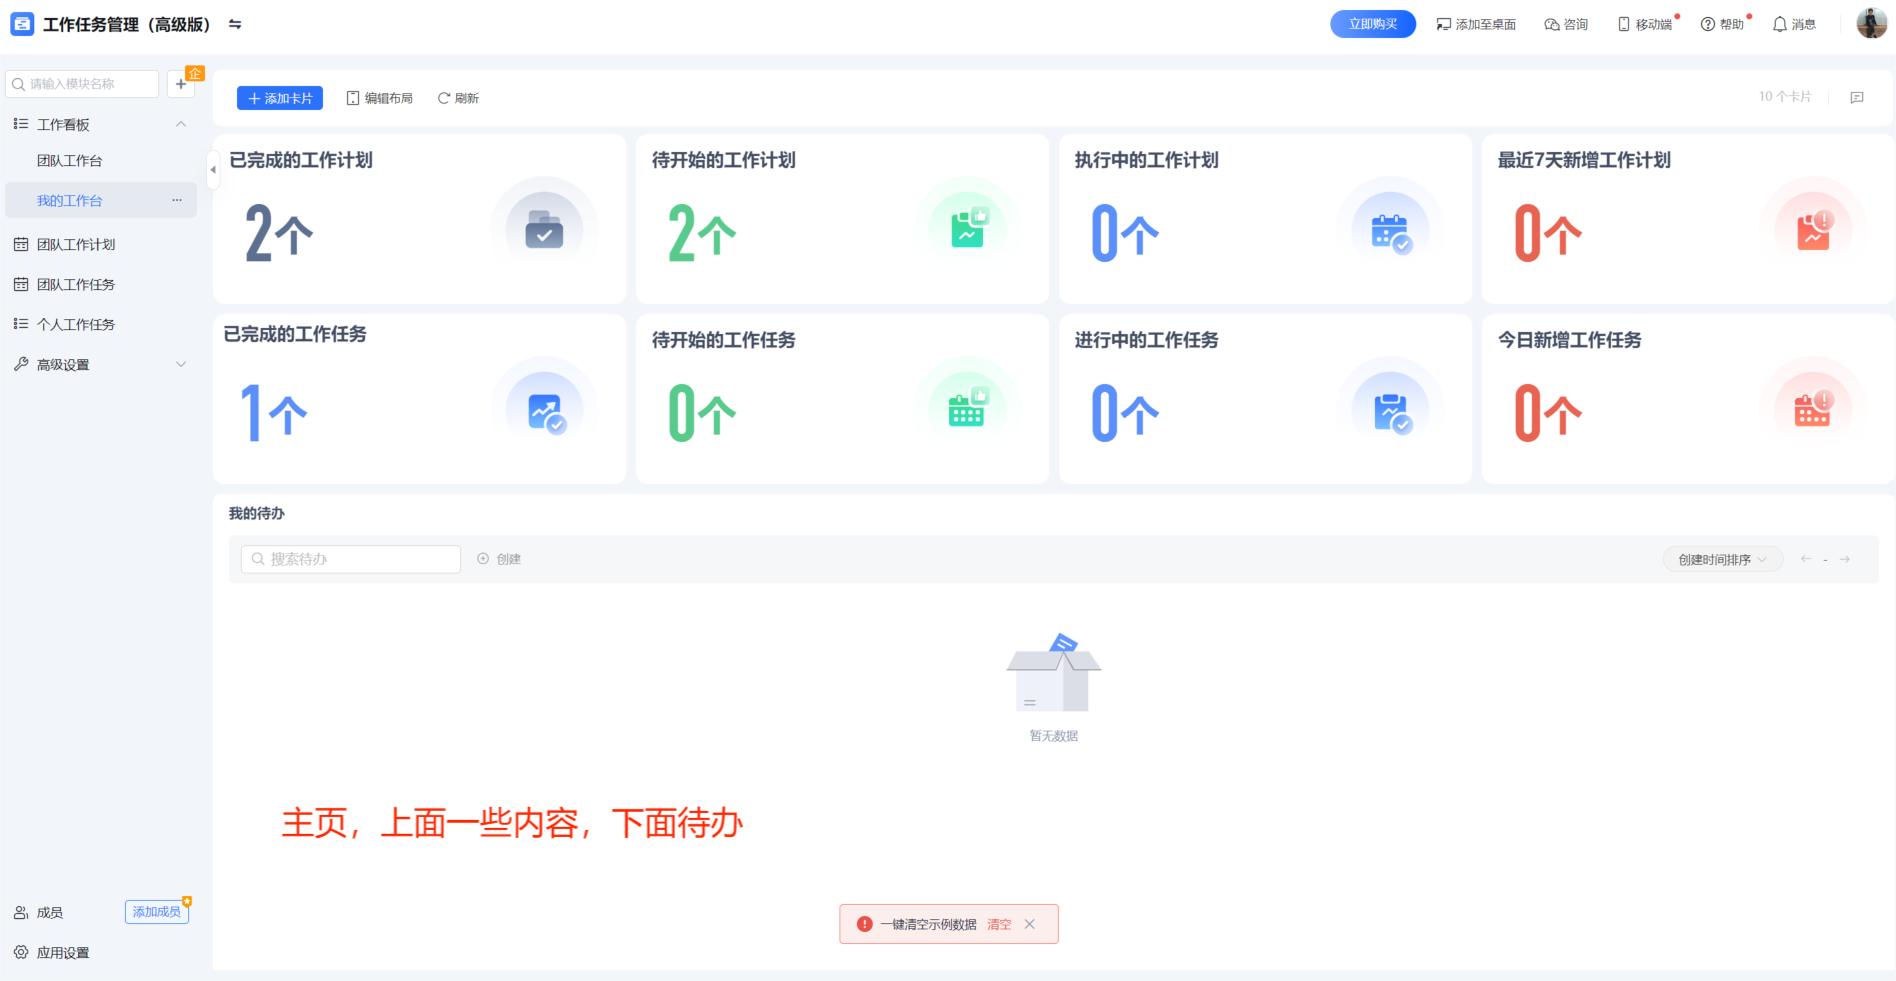 工作任务管理（高级版）
立即购买
添加至桌面
咨询
移动端
帮助
消息
请输入模块名称
企
工作看板
团队工作台
我的工作台
团队工作计划
团队工作任务
个人工作任务
高级设置
成员
添加成员
应用设置
添加卡片
编辑布局
刷新
10 个卡片
已完成的工作计划
2个
待开始的工作计划
2个
执行中的工作计划
0个
最近7天新增工作计划
0个
已完成的工作任务
1个
待开始的工作任务
0个
进行中的工作任务
0个
今日新增工作任务
0个
我的待办
搜索待办
创建
创建时间排序
-
暂无数据
主页，上面一些内容，下面待办
一键清空示例数据 清空